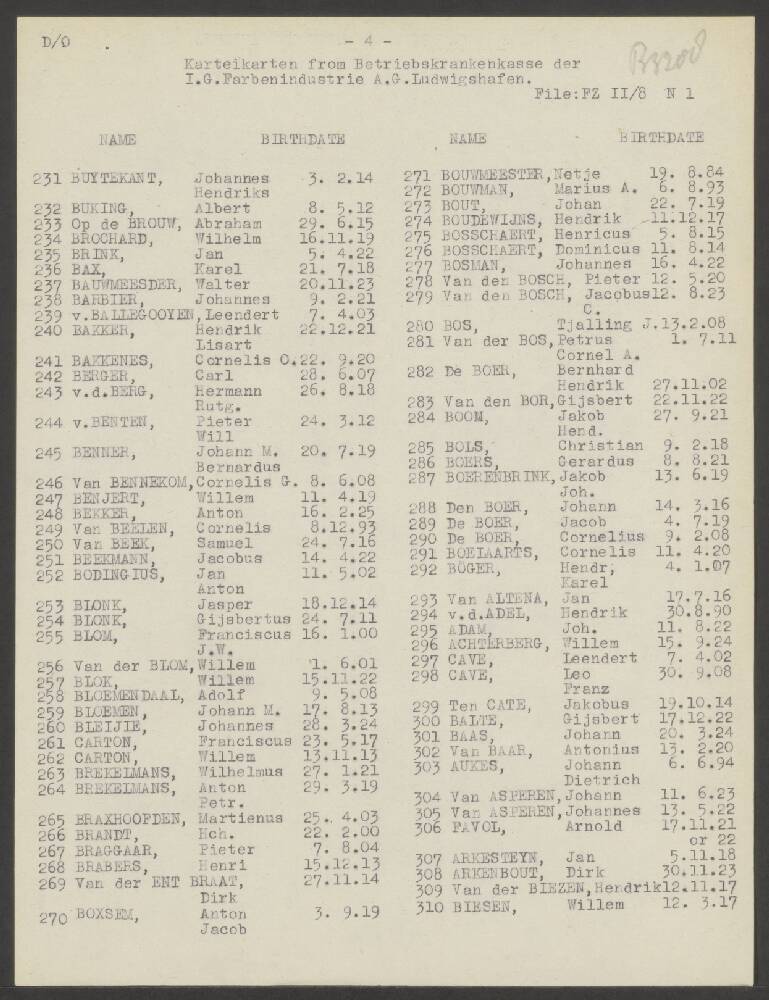 D/O
- 4 -
Karteikarten from Betriebskrankenkasse der
I.G.Farbenindustrie A.G.Ludwigshafen.
File:FZ II/8 N 1
NAME BIRTHDATE
231 BUYTEKANT, Johannes 3. 2.14
Hendriks
232 BUKING, Albert 8. 5.12
233 Op de BROUW, Abraham 29. 6.15
234 BROCHARD, Wilhelm 16.11.19
235 BRINK, Jan 5. 4.22
236 BAX, Karel 21. 7.18
237 BAUWMEESDER, Walter 20.11.23
238 BARBIER, Johannes 9. 2.21
239 v.BALLEGOOYEN, Leendert 7. 4.03
240 BAKKER, Hendrik 22.12.21
Lisart
241 BAKKENES, Cornelis C.22. 9.20
242 BERGER, Carl 28. 6.07
243 v.d.BERG, Hermann 26. 8.18
Rutg.
244 v.BENTEN, Pieter 24. 3.12
Will
245 BENNER, Johann M. 20. 7.19
Bernardus
246 Van BENNEKOM, Cornelis G. 8. 6.08
247 BENJERT, Willem 11. 4.19
248 BEKKER, Anton 16. 2.25
249 Van BEELEN, Cornelis 8.12.93
250 Van BEEK, Samuel 24. 7.16
251 BEEKMANN, Jacobus 14. 4.22
252 BODINGIUS, Jan 11. 5.02
Anton
253 BLONK, Jasper 18.12.14
254 BLONK, Gijsbertus 24. 7.11
255 BLOM, Franciscus 16. 1.00
J.W.
256 Van der BLOM, Willem 1. 6.01
257 BLOK, Willem 15.11.22
258 BLOEMENDAAL, Adolf 9. 5.08
259 BLOEMEN, Johann M. 17. 8.13
260 BLEIJIE, Johannes 28. 3.24
261 CARTON, Franciscus 23. 5.17
262 CARTON, Willem 13.11.13
263 BREKELMANS, Wilhelmus 27. 1.21
264 BREKELMANS, Anton 29. 3.19
Petr.
265 BRAXHOOFDEN, Martienus 25. 4.03
266 BRANDT, Hch. 22. 2.00
267 BRAGGAAR, Pieter 7. 8.04
268 BRABERS, Henri 15.12.13
269 Van der ENT BRAAT, 27.11.14
Dirk
270 BOXSEM, Anton 3. 9.19
Jacob
NAME BIRTHDATE
271 BOUWMEESTER, Netje 19. 8.84
272 BOUWMAN, Marius A. 6. 8.93
273 BOUT, Johan 22. 7.19
274 BOUDEWIJNS, Hendrik 11.12.17
275 BOSSCHAERT, Henricus 5. 8.15
276 BOSSCHAERT, Dominicus 11. 8.14
277 BOSMAN, Johannes 16. 4.22
278 Van den BOSCH, Pieter 12. 5.20
279 Van den BOSCH, Jacobus12. 8.23
C.
280 BOS, Tjalling J.13.2.08
281 Van der BOS, Petrus 1. 7.11
Cornel A.
282 De BOER, Bernhard
Hendrik 27.11.02
283 Van den BOR, Gijsbert 22.11.22
284 BOOM, Jakob 27. 9.21
Hend.
285 BOLS, Christian 9. 2.18
286 BOERS, Gerardus 8. 8.21
287 BOERENBRINK, Jakob 13. 6.19
Joh.
288 Den BOER, Johann 14. 3.16
289 De BOER, Jacob 4. 7.19
290 De BOER, Cornelius 9. 2.08
291 BOELAARTS, Cornelis 11. 4.20
292 BÖGER, Hendr, 4. 1.07
Karel
293 Van ALTENA, Jan 17.7.16
294 v.d.ADEL, Hendrik 30.8.90
295 ADAM, Joh. 11. 8.22
296 ACHTERBERG, Willem 15. 9.24
297 CAVE, Leendert 7. 4.02
298 CAVE, Leo 30. 9.08
Franz
299 Ten CATE, Jakobus 19.10.14
300 BALTE, Gijsbert 17.12.22
301 BAAS, Johann 20. 3.24
302 Van BAAR, Antonius 13. 2.20
303 AUKES, Johann 6. 6.94
Dietrich
304 Van ASPEREN, Johann 11. 6.23
305 Van ASPEREN, Johannes 13. 5.22
306 PAVOL, Arnold 17.11.21
or 22
307 ARKESTEYN, Jan 5.11.18
308 ARKENBOUT, Dirk 30.11.23
309 Van der BIEZEN, Hendrik12.11.17
310 BIESEN, Willem 12. 3.17